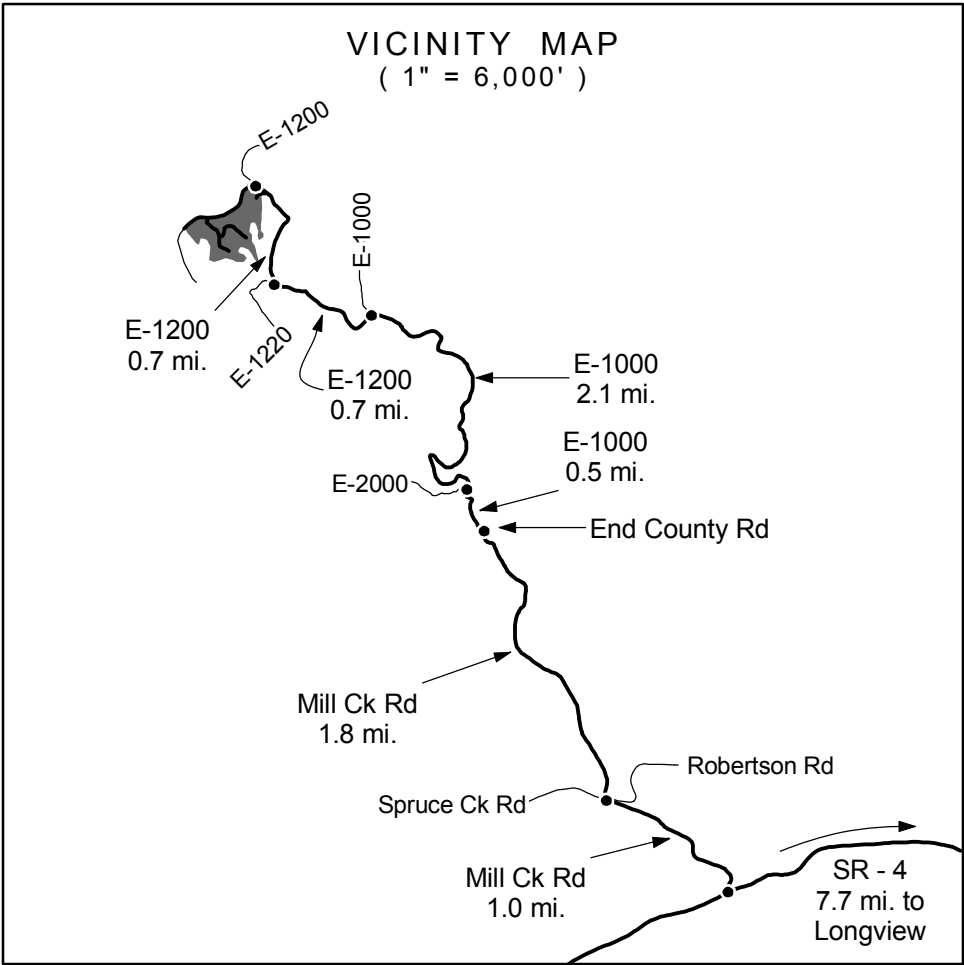 VICINITY MAP
( 1" = 6,000' )
E-1200
E-1000
E-1200
0.7 mi.
E-1220
E-1200
0.7 mi.
E-1000
2.1 mi.
E-1000
0.5 mi.
E-2000
End County Rd
Mill Ck Rd
1.8 mi.
Robertson Rd
Spruce Ck Rd
Mill Ck Rd
1.0 mi.
SR - 4
7.7 mi. to
Longview